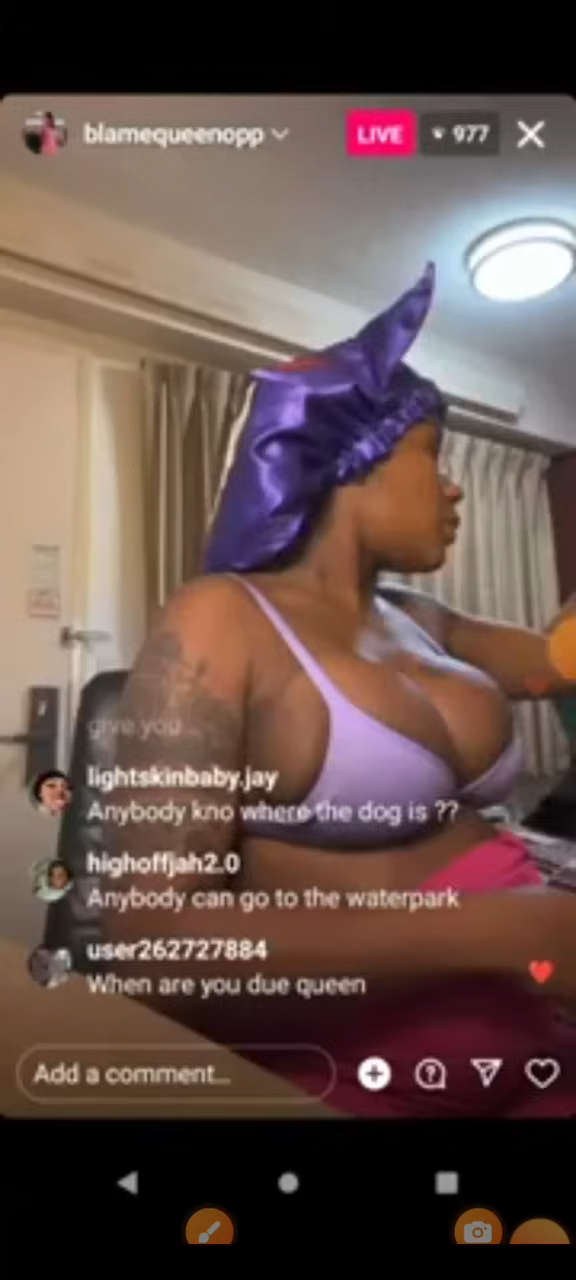 blamequeenopp
LIVE
977
give you
lightskinbaby.jay
Anybody kno where the dog is ??
highoffjah2.0
Anybody can go to the waterpark
user262727884
When are you due queen
Add a comment...